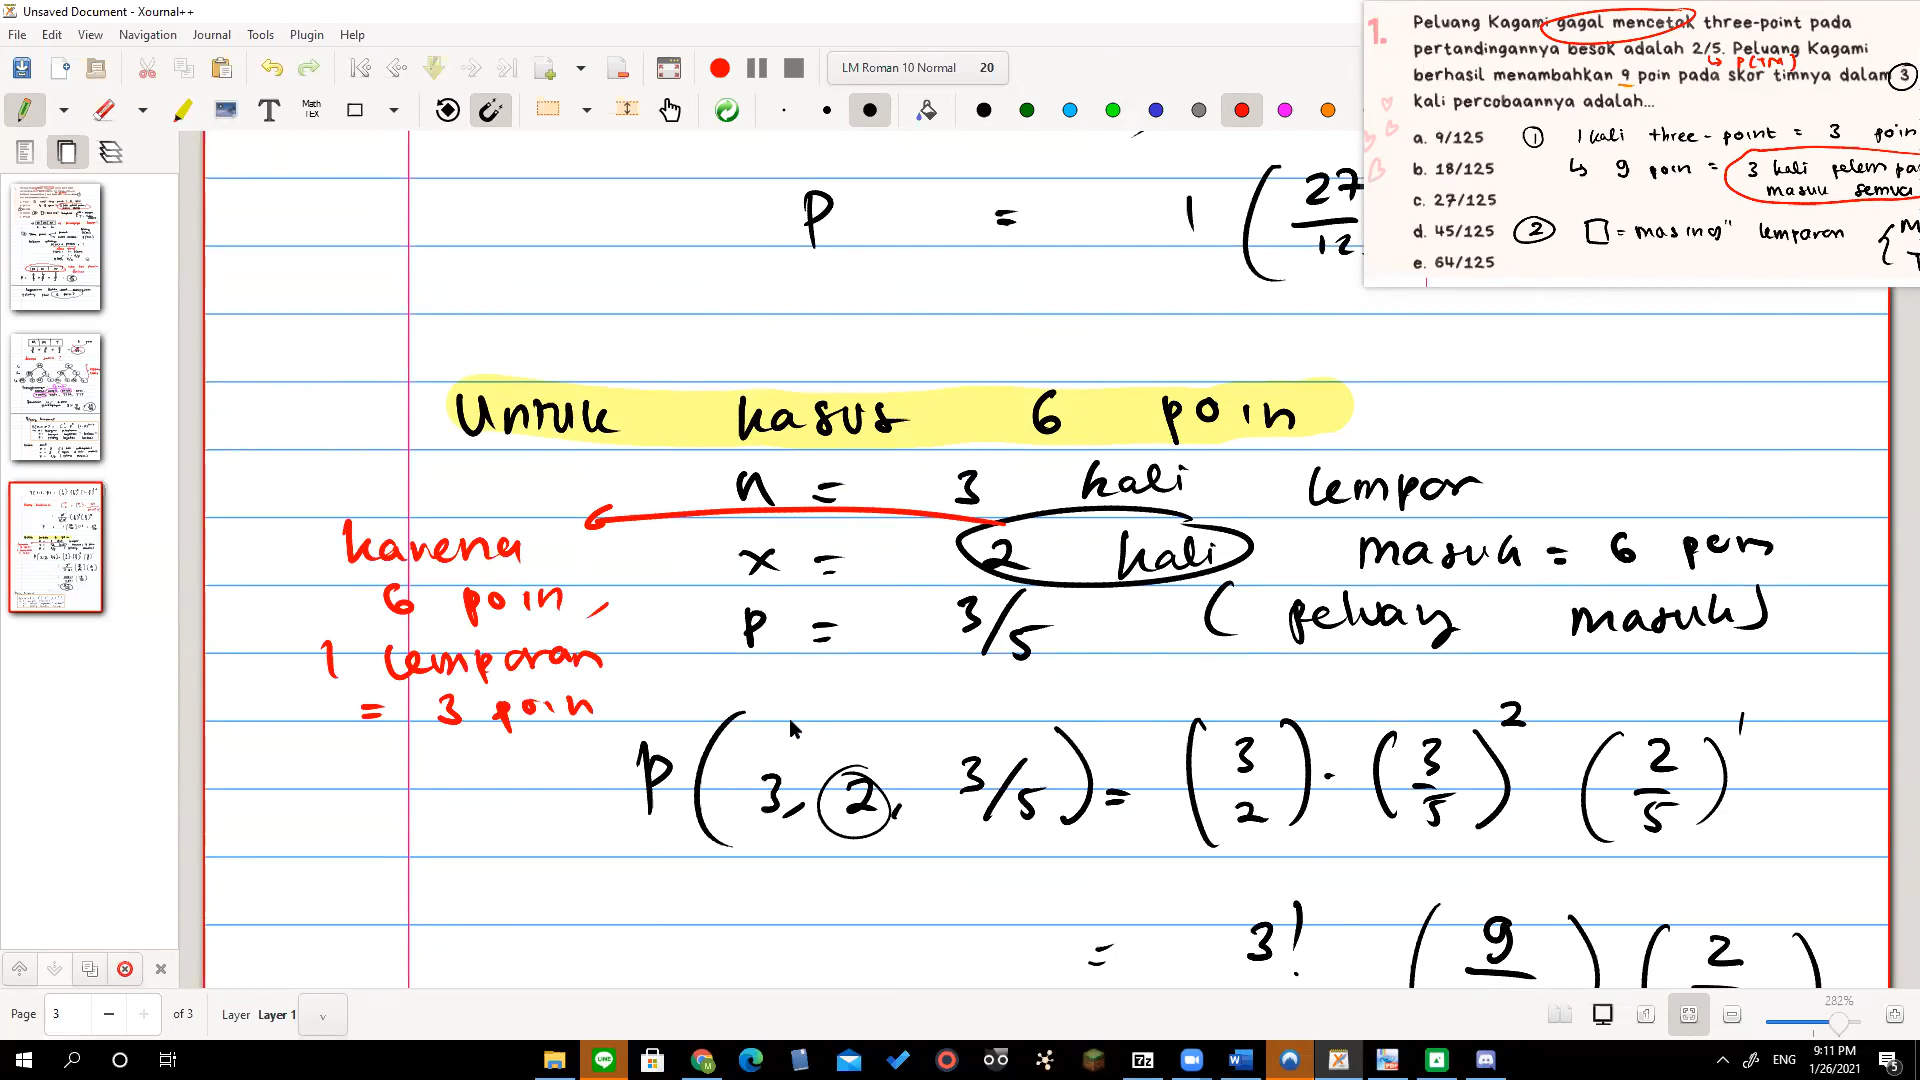 Unsaved Document - Xournal++
File Edit View Navigation Journal Tools Plugin Help
LM Roman 10 Normal 20
Math
TEX
1. Peluang Kagami gagal mencetak three-point pada
pertandingannya besok adalah 2/5. Peluang Kagami
↳ P(TM)
berhasil menambahkan 9 poin pada skor timnya dalam 3
kali percobaannya adalah...
a. 9/125
b. 18/125
c. 27/125
d. 45/125
e. 64/125
① 1 kali three-point = 3 poin
↳ 9 poin = 3 kali
masuk semua
② □ = masing" lemparan
P = 1 (27
12
Untuk kasus 6 poin
n = 3 kali lempar
x = 2 kali masuk = 6 poin
P = 3/5 (peluang masuk)
karena
6 poin,
1 lemparan
= 3 poin
P(3, 2, 3/5) = (3 2) · (3/5)² (2/5)¹
= 3! (9 (2
Page 3 of 3 Layer Layer 1
282%
ENG
9:11 PM
1/26/2021
5